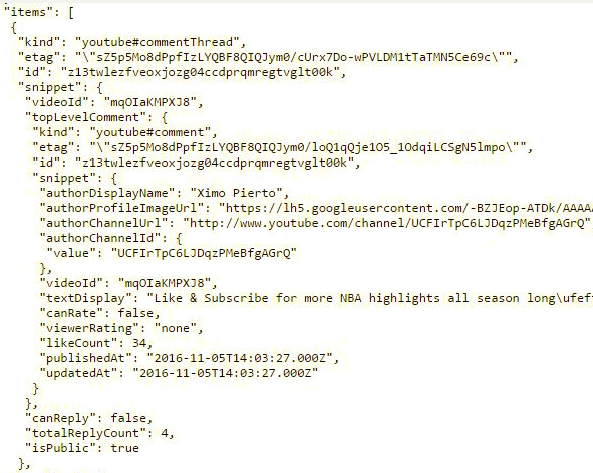 "items": [
{
"kind": "youtube#commentThread",
"etag": "\"sZ5p5Mo8dPpfIzLYQBF8QIQJym0/cUrx7Do-wPVLDM1tTaTMN5Ce69c\"",
"id": "z13twlezfveoxjozg04ccdprqmregtvglt00k",
"snippet": {
"videoId": "mqOIaKMPXJ8",
"topLevelComment": {
"kind": "youtube#comment",
"etag": "\"sZ5p5Mo8dPpfIzLYQBF8QIQJym0/loQ1qQje1O5_1OdqiLCSgN5lmpo\"",
"id": "z13twlezfveoxjozg04ccdprqmregtvglt00k",
"snippet": {
"authorDisplayName": "Ximo Pierto",
"authorProfileImageUrl": "https://lh5.googleusercontent.com/-BZJEop-ATDk/AAAA
"authorChannelUrl": "http://www.youtube.com/channel/UCFIrTpC6LJDqzPMeBfgAGrQ"
"authorChannelId": {
"value": "UCFIrTpC6LJDqzPMeBfgAGrQ"
},
"videoId": "mqOIaKMPXJ8",
"textDisplay": "Like & Subscribe for more NBA highlights all season long\ufef
"canRate": false,
"viewerRating": "none",
"likeCount": 34,
"publishedAt": "2016-11-05T14:03:27.000Z",
"updatedAt": "2016-11-05T14:03:27.000Z"
}
},
"canReply": false,
"totalReplyCount": 4,
"isPublic": true
},